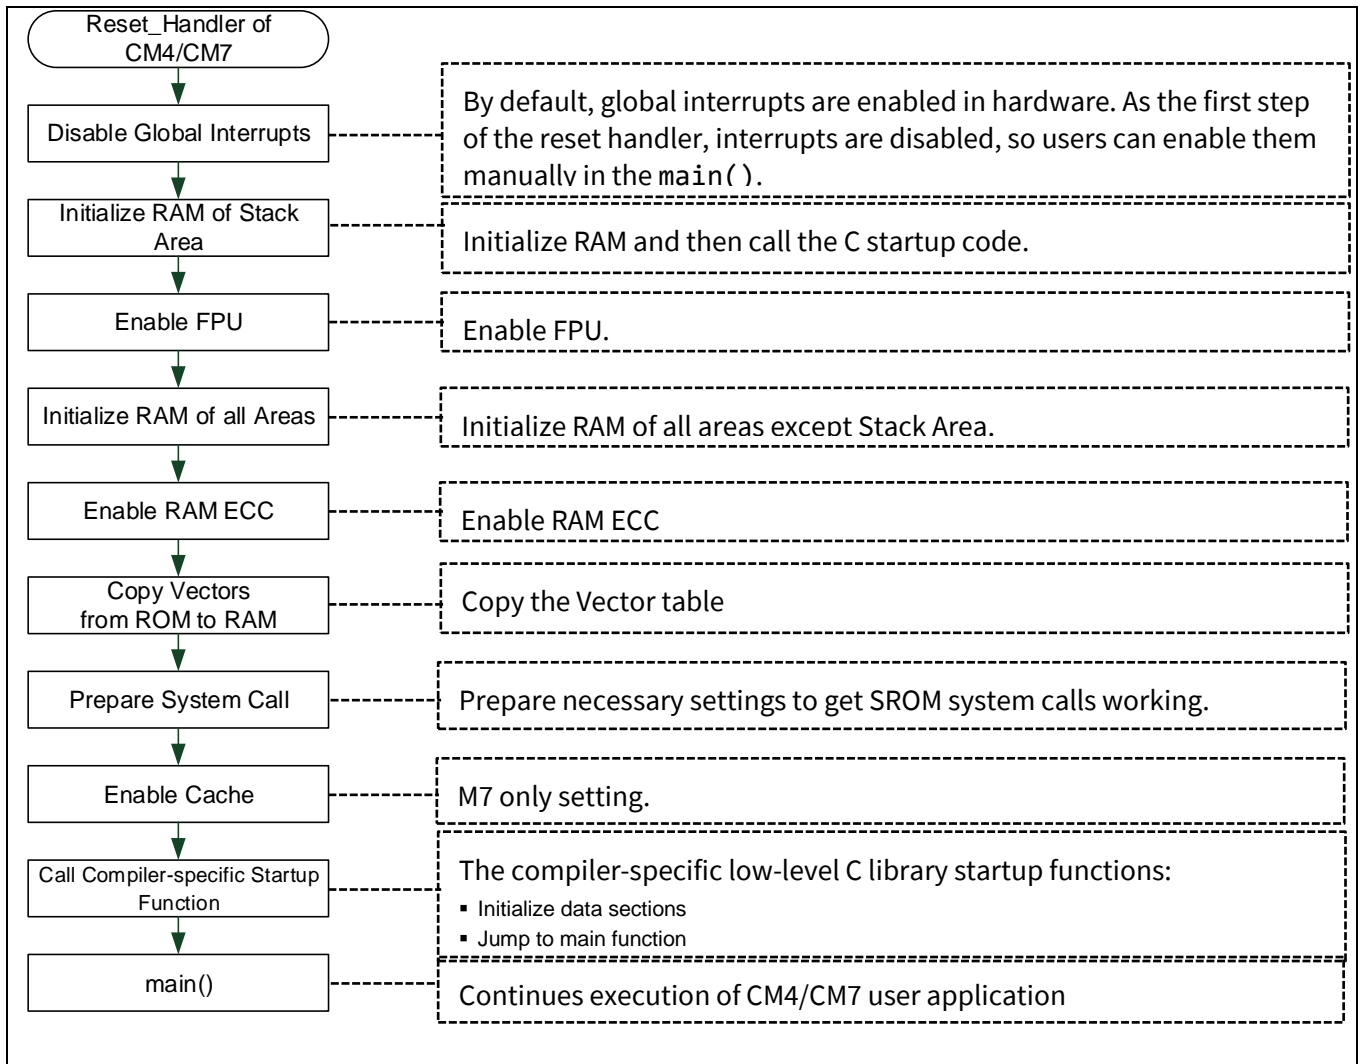 Reset_Handler of
CM4/CM7
Disable Global Interrupts
By default, global interrupts are enabled in hardware. As the first step
of the reset handler, interrupts are disabled, so users can enable them
manually in the main().
Initialize RAM of Stack
Area
Initialize RAM and then call the C startup code.
Enable FPU
Enable FPU.
Initialize RAM of all Areas
Initialize RAM of all areas except Stack Area.
Enable RAM ECC
Enable RAM ECC
Copy Vectors
from ROM to RAM
Copy the Vector table
Prepare System Call
Prepare necessary settings to get SROM system calls working.
Enable Cache
M7 only setting.
Call Compiler-specific Startup
Function
The compiler-specific low-level C library startup functions:
▪ Initialize data sections
▪ Jump to main function
main()
Continues execution of CM4/CM7 user application